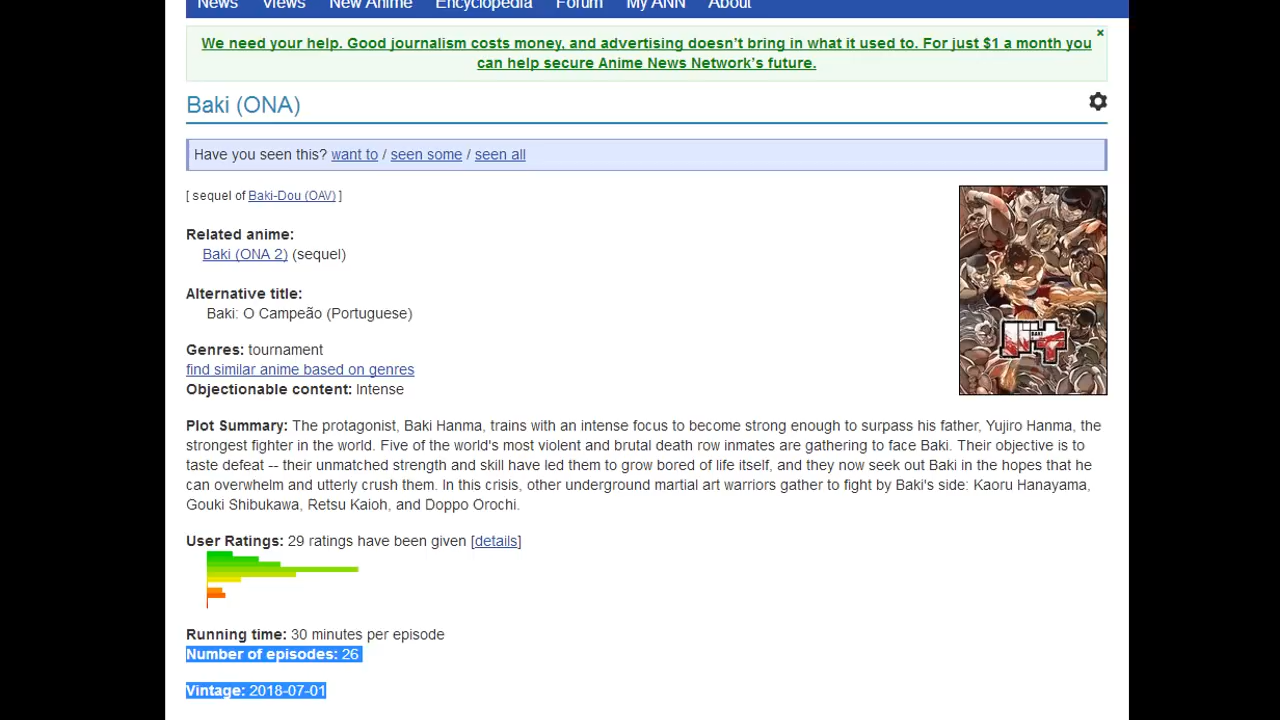 News Views New Anime Encyclopedia Forum My ANN About
We need your help. Good journalism costs money, and advertising doesn’t bring in what it used to. For just $1 a month you
can help secure Anime News Network’s future.
×
Baki (ONA)
Have you seen this? want to / seen some / seen all
[ sequel of Baki-Dou (OAV) ]
Related anime:
Baki (ONA 2) (sequel)
Alternative title:
Baki: O Campeão (Portuguese)
Genres: tournament
find similar anime based on genres
Objectionable content: Intense
Plot Summary: The protagonist, Baki Hanma, trains with an intense focus to become strong enough to surpass his father, Yujiro Hanma, the
strongest fighter in the world. Five of the world's most violent and brutal death row inmates are gathering to face Baki. Their objective is to
taste defeat -- their unmatched strength and skill have led them to grow bored of life itself, and they now seek out Baki in the hopes that he
can overwhelm and utterly crush them. In this crisis, other underground martial art warriors gather to fight by Baki's side: Kaoru Hanayama,
Gouki Shibukawa, Retsu Kaioh, and Doppo Orochi.
User Ratings: 29 ratings have been given [details]
Running time: 30 minutes per episode
Number of episodes: 26
Vintage: 2018-07-01